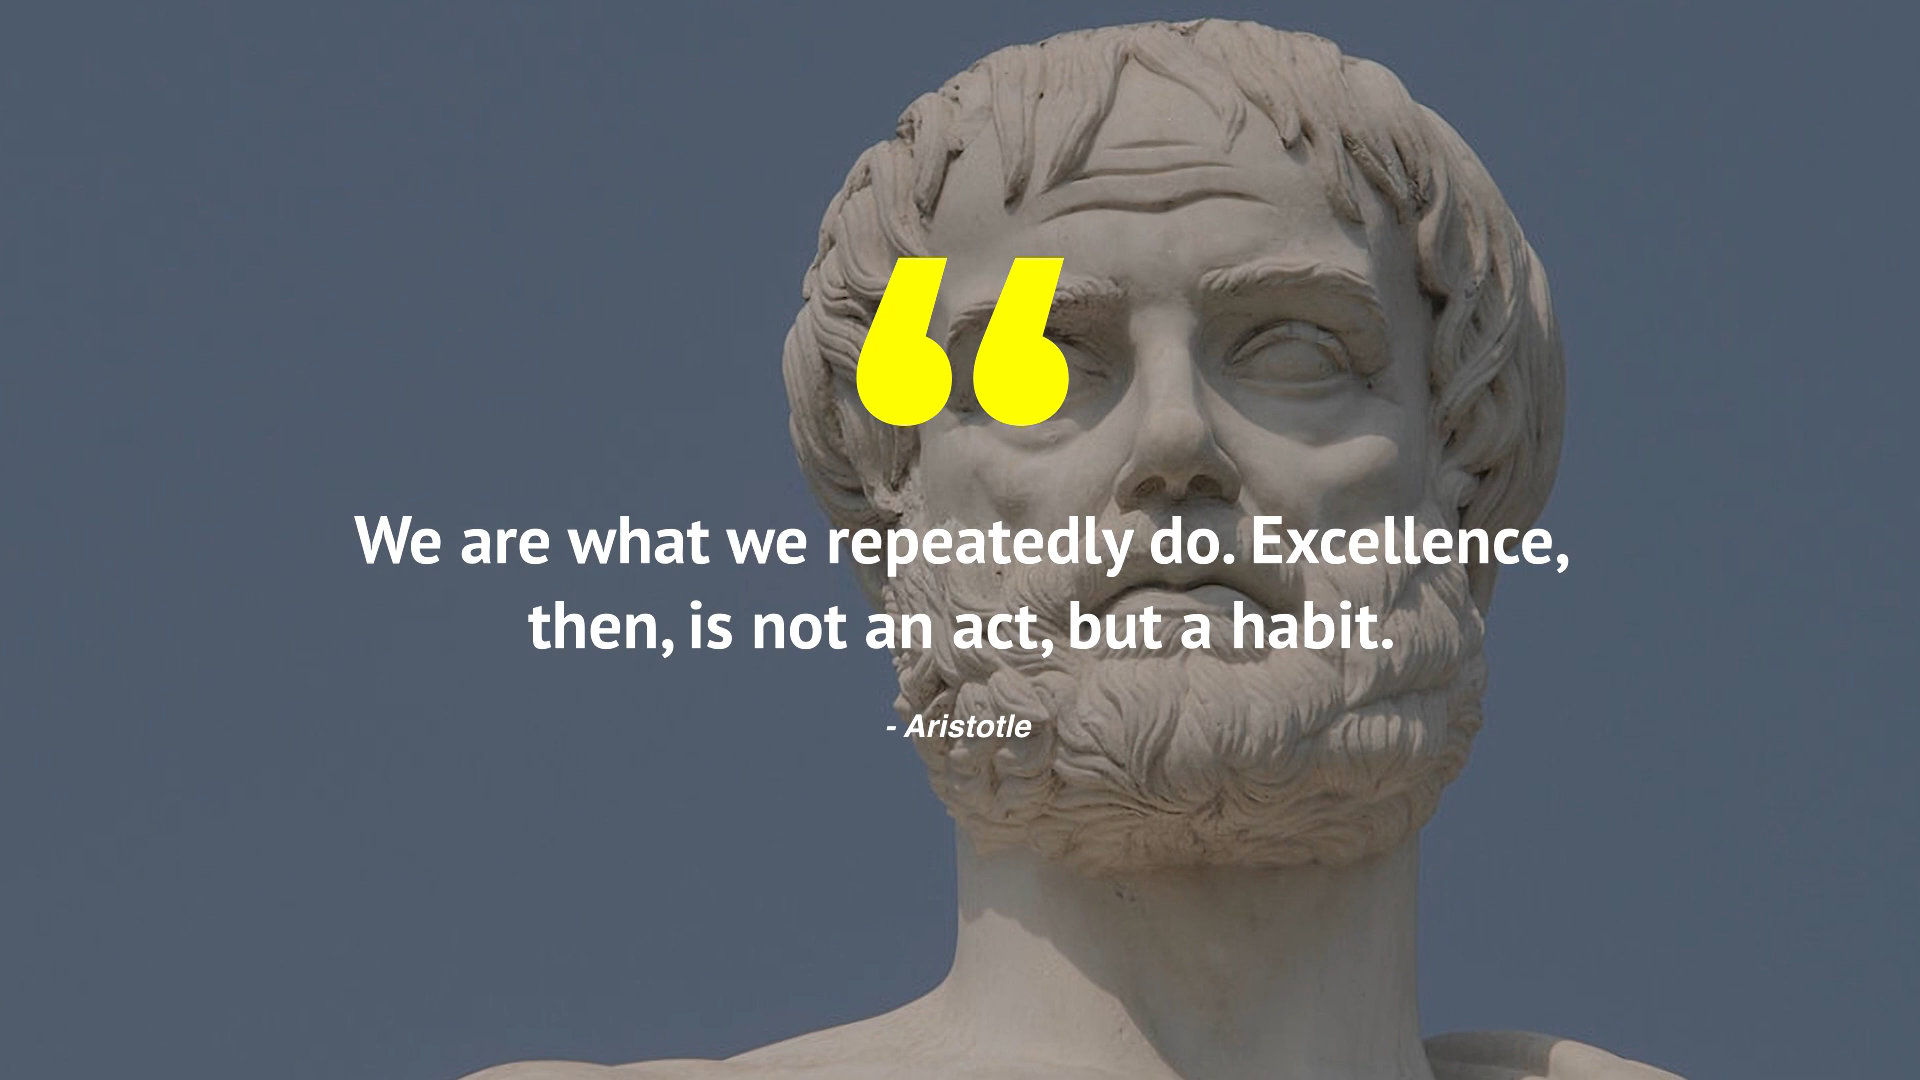 “
We are what we repeatedly do. Excellence,
then, is not an act, but a habit.
- Aristotle